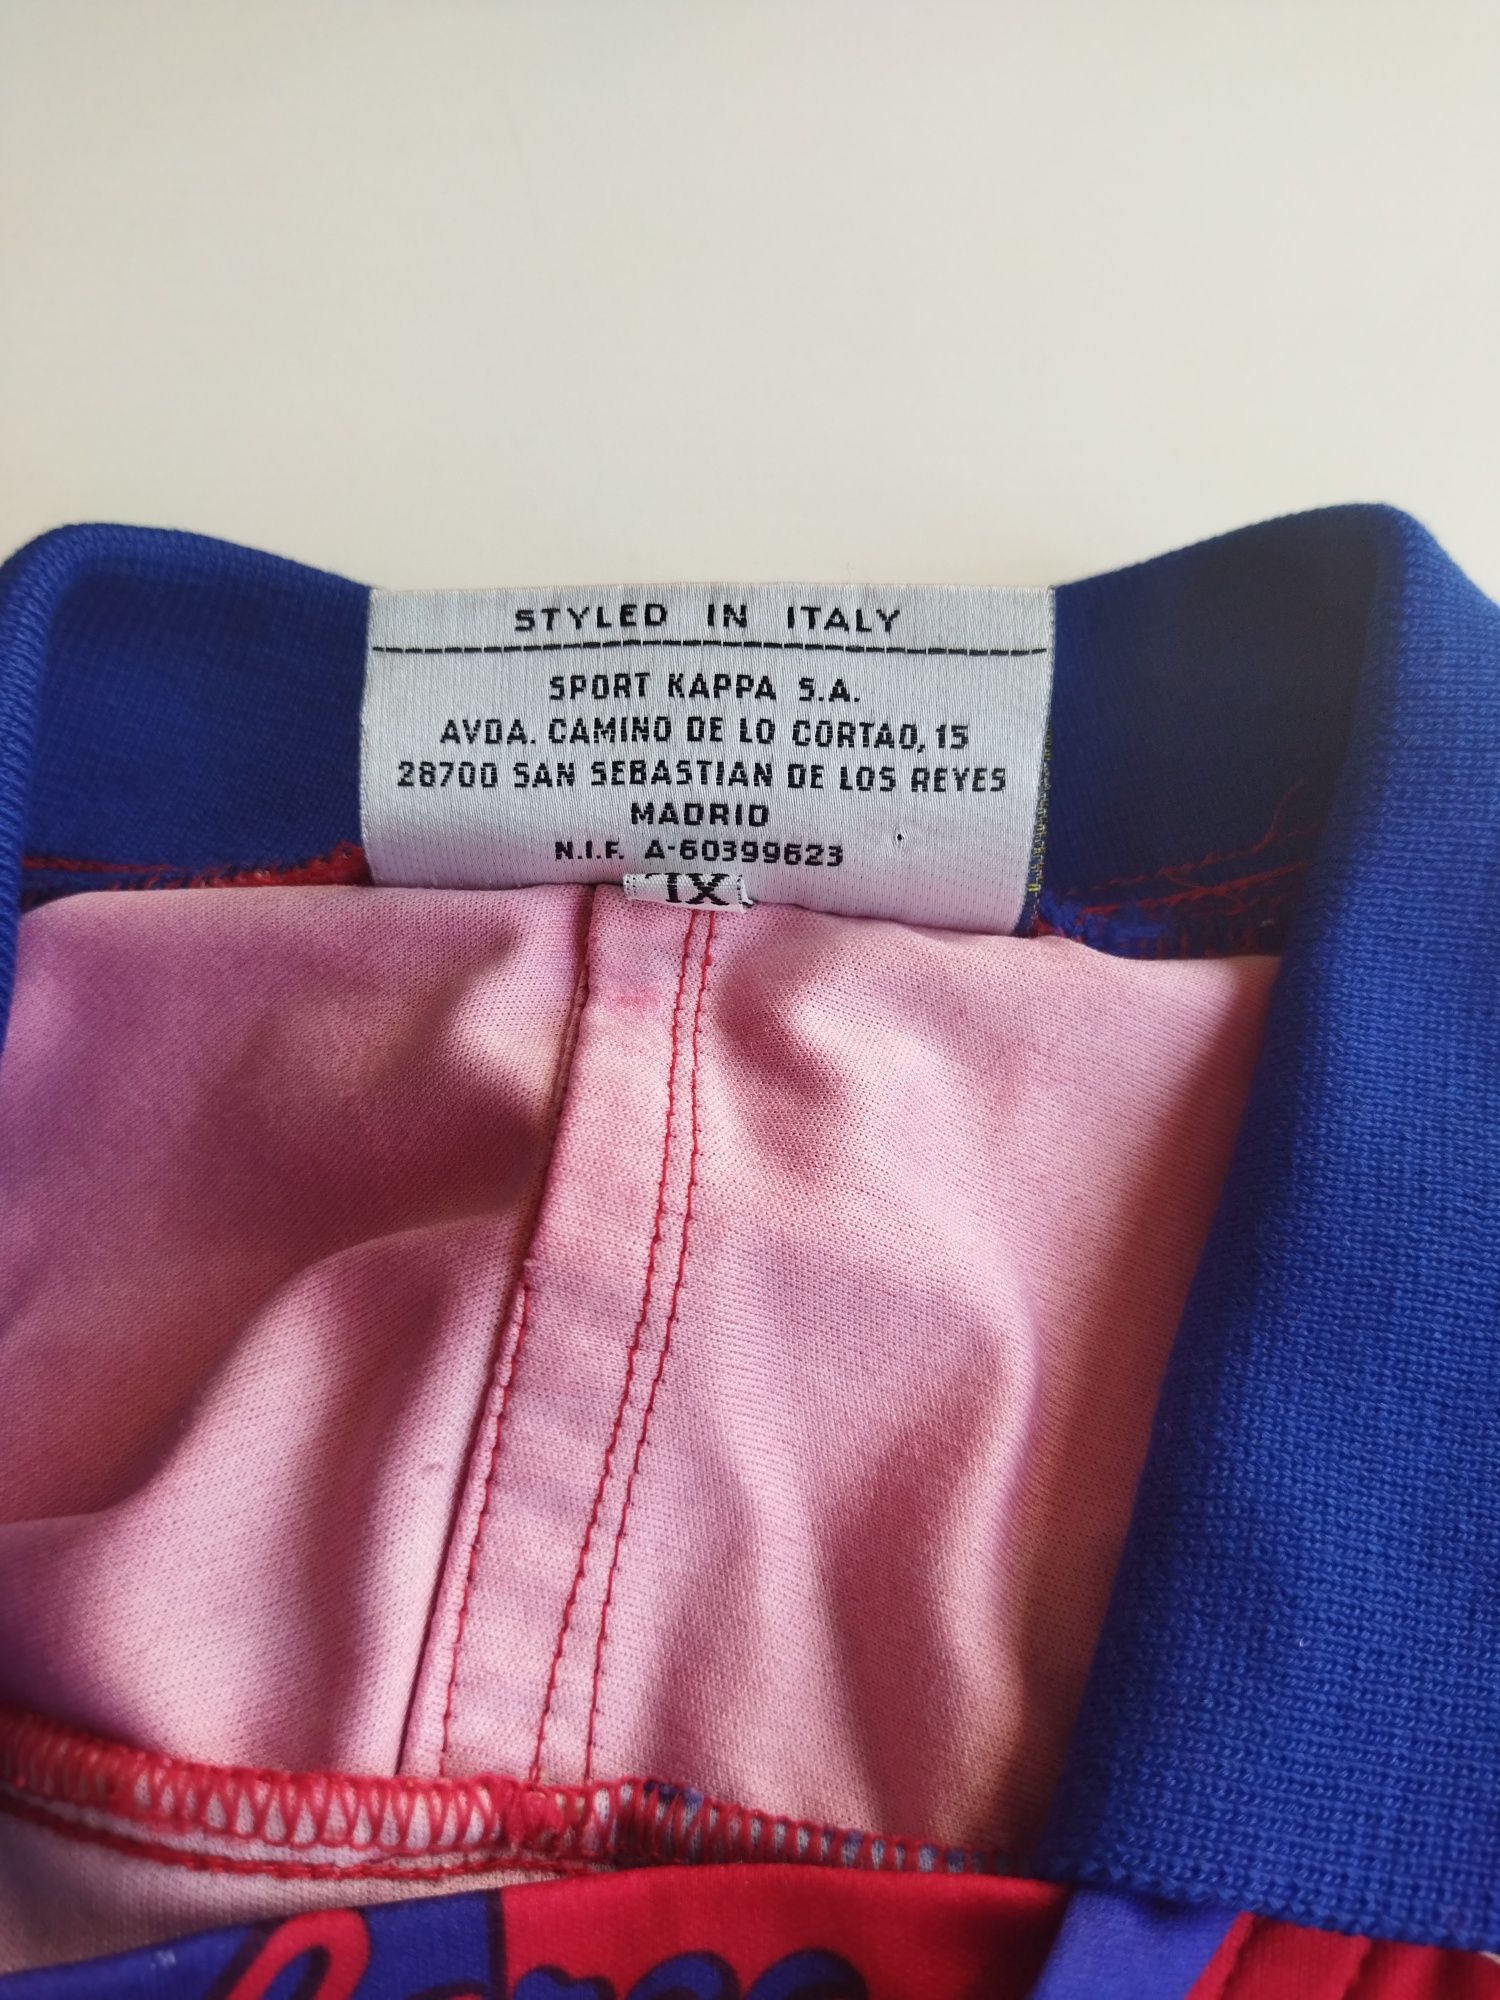 STYLED IN ITALY
SPORT KAPPA S.A.
AVDA. CAMINO DE LO CORTAO, 15
28700 SAN SEBASTIAN DE LOS REYES
MADRID
N.I.F. A-60399623
XL